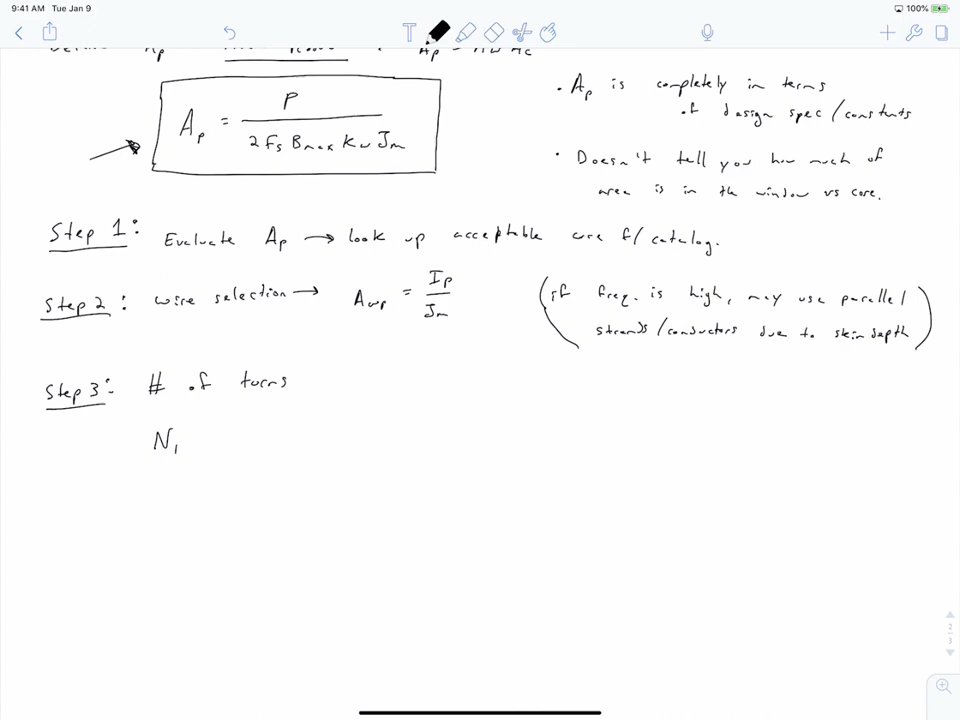 9:41 AM Tue Jan 9
100%
Ap = P / 2 Fs Bmax Kw Jm
• Ap is completely in terms
of design spec/constants
• Doesn't tell you how much of
area is in the window vs core.
Step 1: Evaluate Ap → look up acceptable core f/ catalog.
Step 2: wire selection → Awp = Ip / Jm
(if freq. is high, may use parallel
strands/conductors due to skin depth)
Step 3: # of turns
N1
2
3